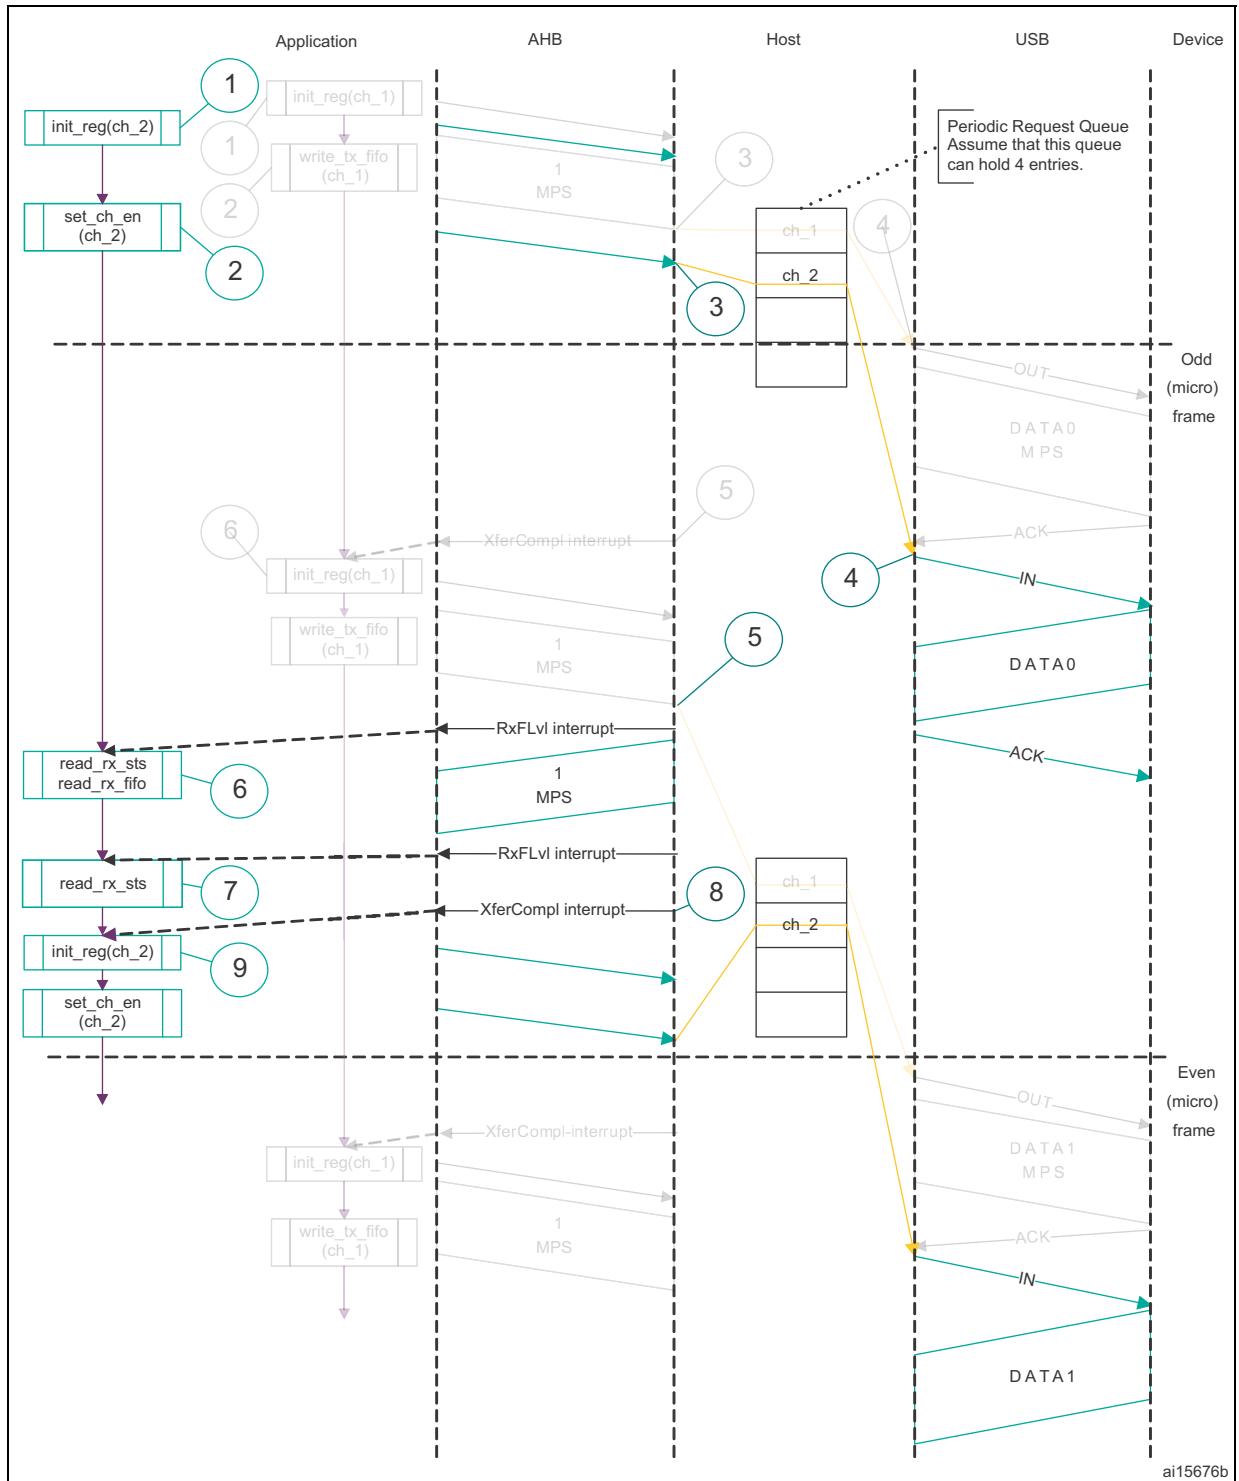 Application AHB Host USB Device
1
init_reg(ch_1)
init_reg(ch_2)
Periodic Request Queue
Assume that this queue
can hold 4 entries.
1
write_tx_fifo
(ch_1)
3
1
MPS
2
set_ch_en
(ch_2)
ch_1
4
2
ch_2
3
Odd
(micro)
frame
OUT
DATA0
MPS
5
6
XferCompl interrupt
ACK
init_reg(ch_1)
4
IN
write_tx_fifo
(ch_1)
1
MPS
5
DATA0
RxFLvl interrupt
ACK
read_rx_sts
read_rx_fifo
6
1
MPS
RxFLvl interrupt
read_rx_sts
7
8
ch_1
XferCompl interrupt
ch_2
init_reg(ch_2)
9
set_ch_en
(ch_2)
Even
(micro)
frame
OUT
XferCompl-interrupt
DATA1
MPS
init_reg(ch_1)
write_tx_fifo
(ch_1)
1
MPS
ACK
IN
DATA1
ai15676b